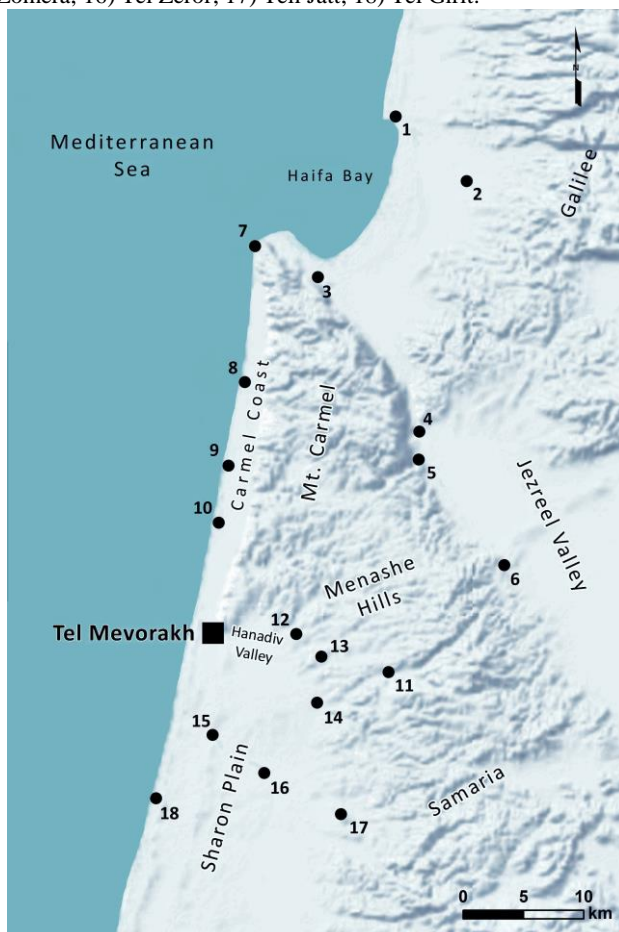 Zomera; 16) Tel Zeror; 17) Tell Jatt; 18) Tel Girit.
N
1
Mediterranean
Sea
Haifa Bay
2
Galilee
7
3
8
Carmel Coast
Mt. Carmel
4
5
9
Jezreel Valley
10
6
Menashe
Hills
Tel Mevorakh
12
Hanadiv
Valley
13
11
14
15
Sharon Plain
16
Samaria
18
17
0 5 10
km